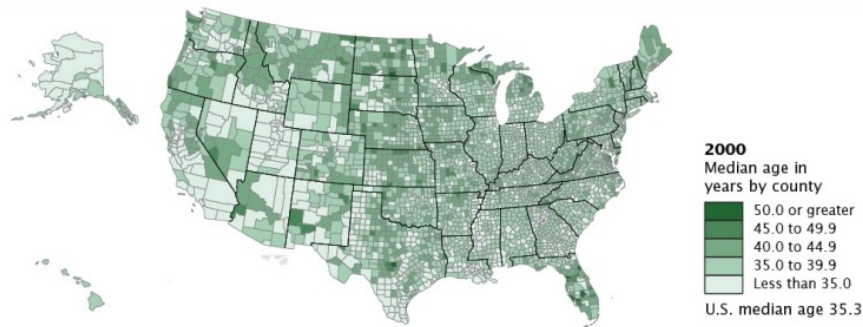 2000
Median age in
years by county
50.0 or greater
45.0 to 49.9
40.0 to 44.9
35.0 to 39.9
Less than 35.0
U.S. median age 35.3